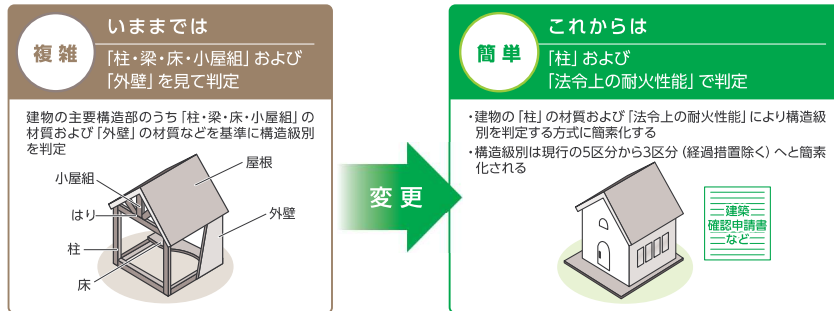 複雑
いままでは
「柱・梁・床・小屋組」および
「外壁」を見て判定
建物の主要構造部のうち「柱・梁・床・小屋組」の
材質および「外壁」の材質などを基準に構造級別
を判定
屋根
小屋組
はり
外壁
柱
床
変更
簡単
これからは
「柱」および
「法令上の耐火性能」で判定
・建物の「柱」の材質および「法令上の耐火性能」により構造級
別を判定する方式に簡素化する
・構造級別は現行の5区分から3区分（経過措置除く）へと簡素
化される
建築
確認申請書
など